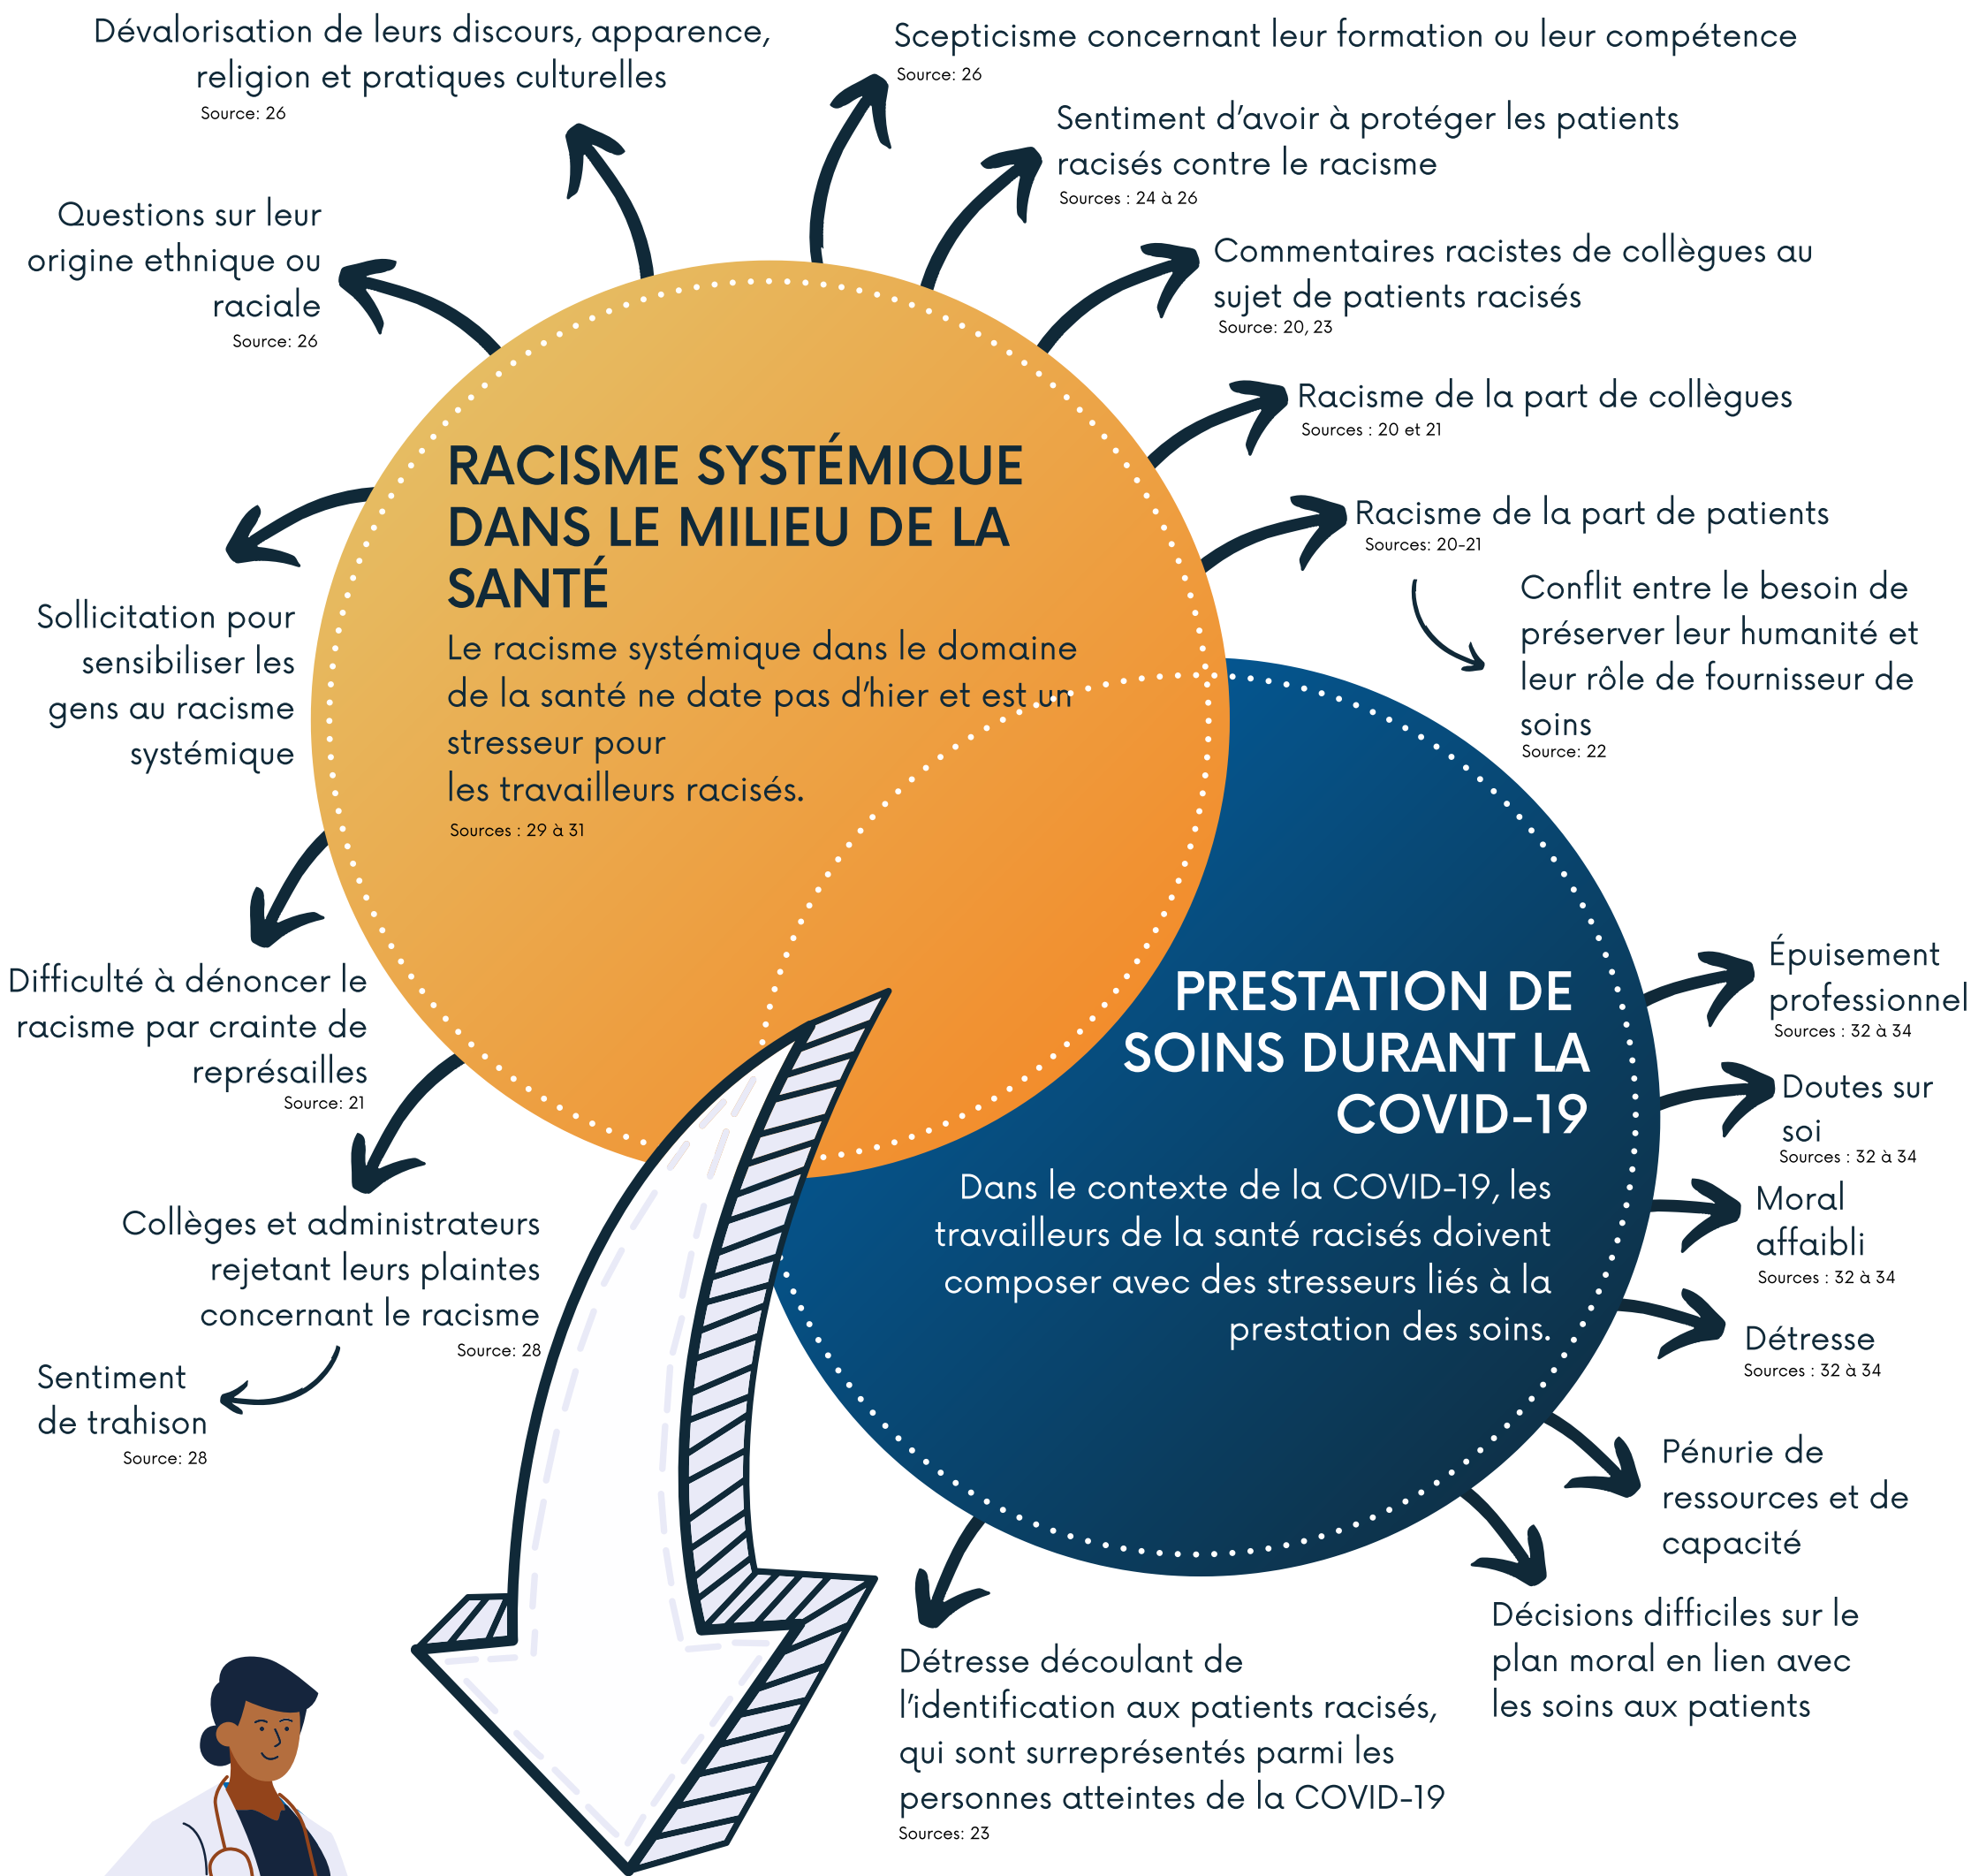 Dévalorisation de leurs discours, apparence,
religion et pratiques culturelles
Source: 26
Scepticisme concernant leur formation ou leur compétence
Source: 26
Sentiment d'avoir à protéger les patients
racisés contre le racisme
Sources : 24 à 26
Questions sur leur
origine ethnique ou
raciale
Source: 26
Commentaires racistes de collègues au
sujet de patients racisés
Source: 20, 23
Racisme de la part de collègues
Sources : 20 et 21
Racisme de la part de patients
Sources: 20-21
Conflit entre le besoin de
préserver leur humanité et
leur rôle de fournisseur de
soins
Source: 22
RACISME SYSTÉMIQUE
DANS LE MILIEU DE LA
SANTÉ
Le racisme systémique dans le domaine
de la santé ne date pas d'hier et est un
stresseur pour
les travailleurs racisés.
Sources : 29 à 31
Sollicitation pour
sensibiliser les
gens au racisme
systémique
Difficulté à dénoncer le
racisme par crainte de
représailles
Source: 21
Collèges et administrateurs
rejetant leurs plaintes
concernant le racisme
Source: 28
Sentiment
de trahison
Source: 28
PRESTATION DE
SOINS DURANT LA
COVID-19
Dans le contexte de la COVID-19, les
travailleurs de la santé racisés doivent
composer avec des stresseurs liés à la
prestation des soins.
Épuisement
professionnel
Sources : 32 à 34
Doutes sur
soi
Sources : 32 à 34
Moral
affaibli
Sources : 32 à 34
Détresse
Sources : 32 à 34
Pénurie de
ressources et de
capacité
Décisions difficiles sur le
plan moral en lien avec
les soins aux patients
Détresse découlant de
l'identification aux patients racisés,
qui sont surreprésentés parmi les
personnes atteintes de la COVID-19
Sources: 23